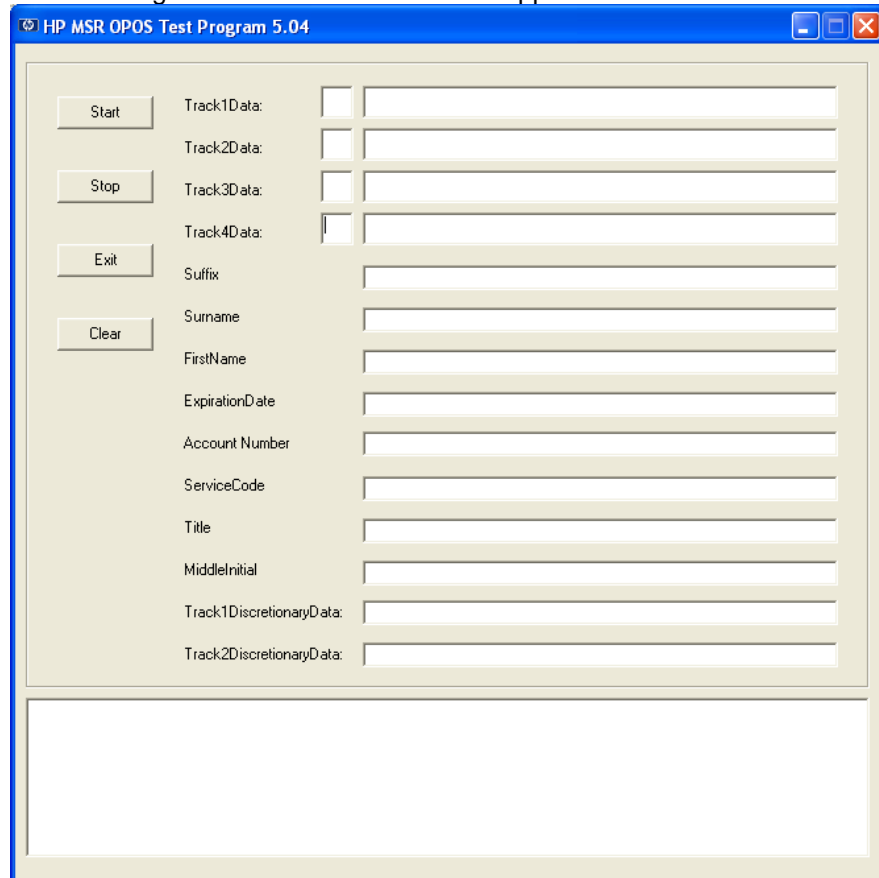 HP MSR OPOS Test Program 5.04
Start
Track1Data:
Track2Data:
Stop
Track3Data:
Track4Data:
Exit
Suffix
Surname
Clear
FirstName
ExpirationDate
Account Number
ServiceCode
Title
MiddleInitial
Track1DiscretionaryData:
Track2DiscretionaryData: